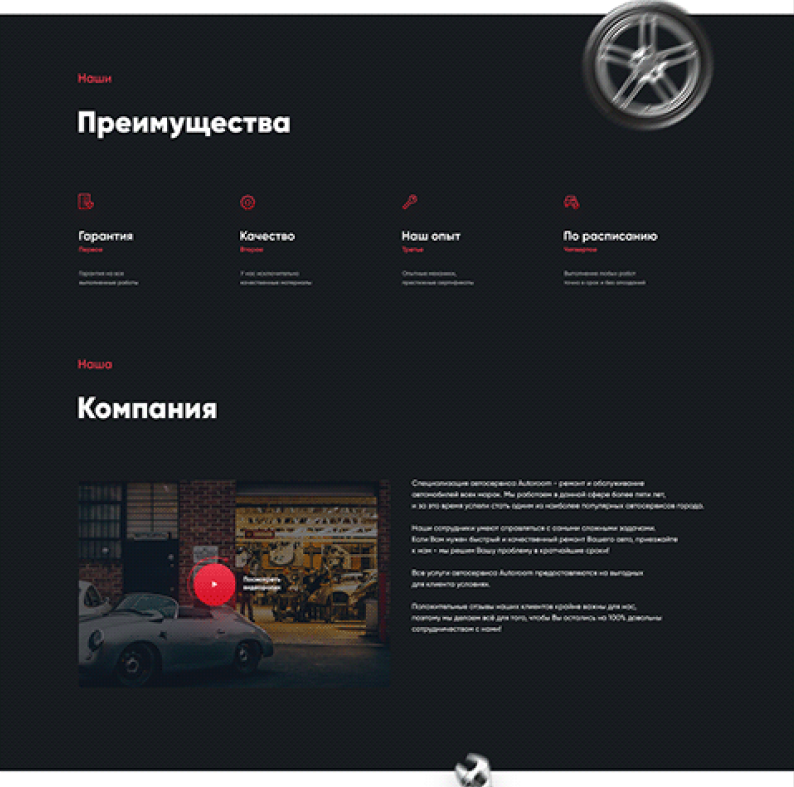 Наши
Преимущества
Гарантия
Первое
Гарантия на все
выполненные работы
Качество
Второе
У нас исключительно
качественные материалы
Наш опыт
Третье
Опытные механики,
престижные сертификаты
По расписанию
Четвертое
Выполнение любых работ
точно в срок и без опозданий
Наша
Компания
Посмотреть
видеоролик
Специализация автосервиса Autoroom - ремонт и обслуживание
автомобилей всех марок. Мы работаем в данной сфере более пяти лет,
и за это время успели стать одним из наиболее популярных автосервисов города.
Наши сотрудники умеют справляться с самыми сложными задачами.
Если Вам нужен быстрый и качественный ремонт Вашего авто, приезжайте
к нам - мы решим Вашу проблему в кратчайшие сроки!
Все услуги автосервиса Autoroom предоставляются на выгодных
для клиента условиях.
Положительные отзывы наших клиентов крайне важны для нас,
поэтому мы делаем всё для того, чтобы Вы остались на 100% довольны
сотрудничеством с нами!